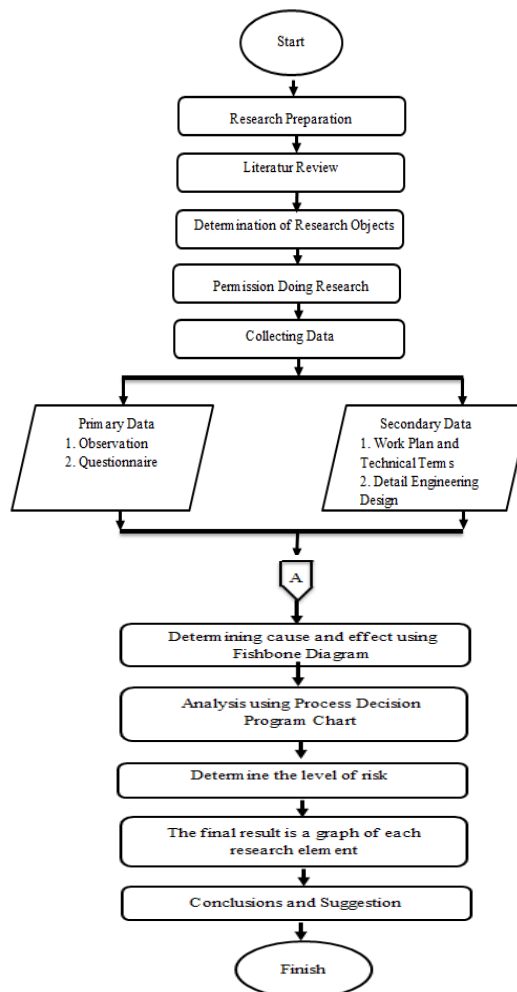 Start
Research Preparation
Literatur Review
Determination of Research Objects
Permission Doing Research
Collecting Data
Primary Data
1. Observation
2. Questionnaire
Secondary Data
1. Work Plan and
Technical Terms
2. Detail Engineering
Design
A
Determining cause and effect using
Fishbone Diagram
Analysis using Process Decision
Program Chart
Determine the level of risk
The final result is a graph of each
research element
Conclusions and Suggestion
Finish